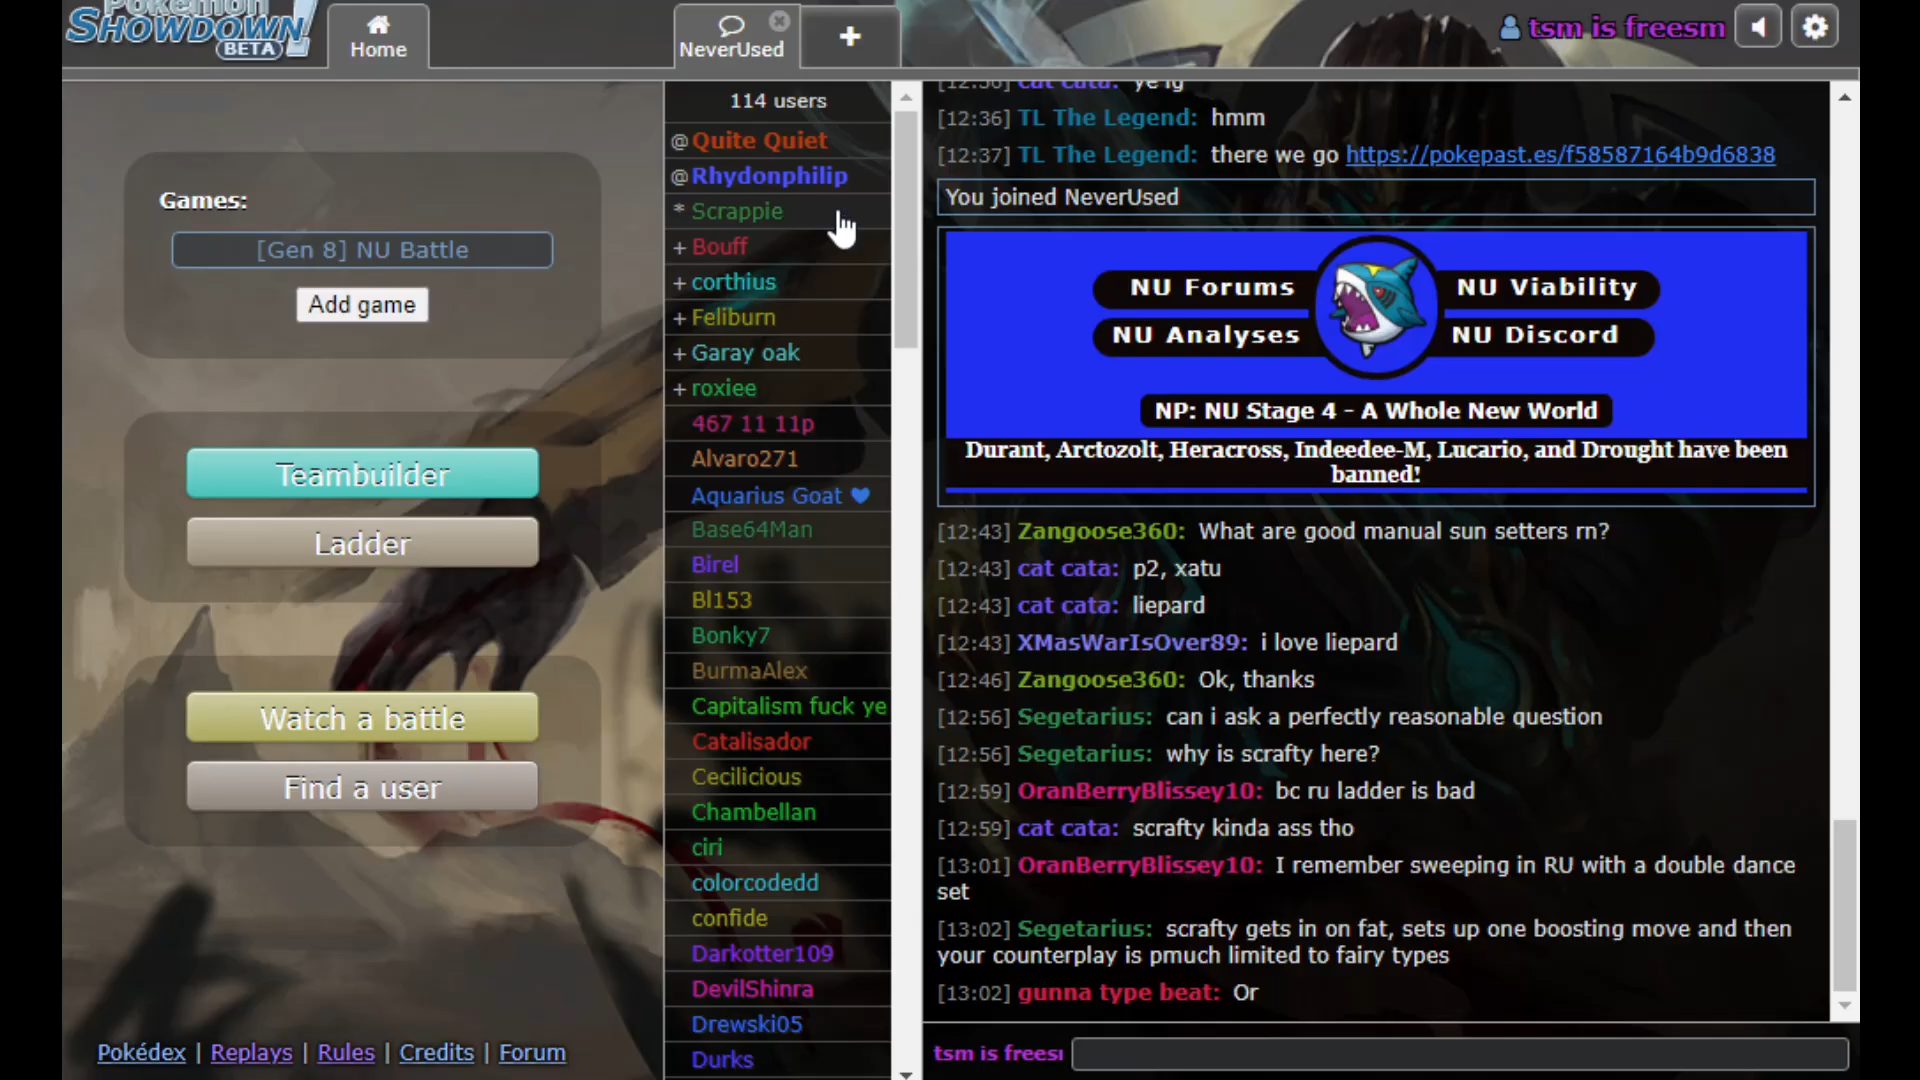 Pokémon
SHOWDOWN!
BETA
Home
NeverUsed
tsm is freesm
Games:
[Gen 8] NU Battle
Add game
Teambuilder
Ladder
Watch a battle
Find a user
Pokédex | Replays | Rules | Credits | Forum
114 users
@Quite Quiet
@Rhydonphilip
* Scrappie
+ Bouff
+ corthius
+ Feliburn
+ Garay oak
+ roxiee
467 11 11p
Alvaro271
Aquarius Goat 💙
Base64Man
Birel
Bl153
Bonky7
BurmaAlex
Capitalism fuck ye
Catalisador
Cecilicious
Chambellan
ciri
colorcodedd
confide
Darkotter109
DevilShinra
Drewski05
Durks
[12:36] cat cata: ye ig
[12:36] TL The Legend: hmm
[12:37] TL The Legend: there we go https://pokepast.es/f58587164b9d6838
You joined NeverUsed
NU Forums
NU Viability
NU Analyses
NU Discord
NP: NU Stage 4 - A Whole New World
Durant, Arctozolt, Heracross, Indeedee-M, Lucario, and Drought have been
banned!
[12:43] Zangoose360: What are good manual sun setters rn?
[12:43] cat cata: p2, xatu
[12:43] cat cata: liepard
[12:43] XMasWarIsOver89: i love liepard
[12:46] Zangoose360: Ok, thanks
[12:56] Segetarius: can i ask a perfectly reasonable question
[12:56] Segetarius: why is scrafty here?
[12:59] OranBerryBlissey10: bc ru ladder is bad
[12:59] cat cata: scrafty kinda ass tho
[13:01] OranBerryBlissey10: I remember sweeping in RU with a double dance
set
[13:02] Segetarius: scrafty gets in on fat, sets up one boosting move and then
your counterplay is pmuch limited to fairy types
[13:02] gunna type beat: Or
tsm is freesı